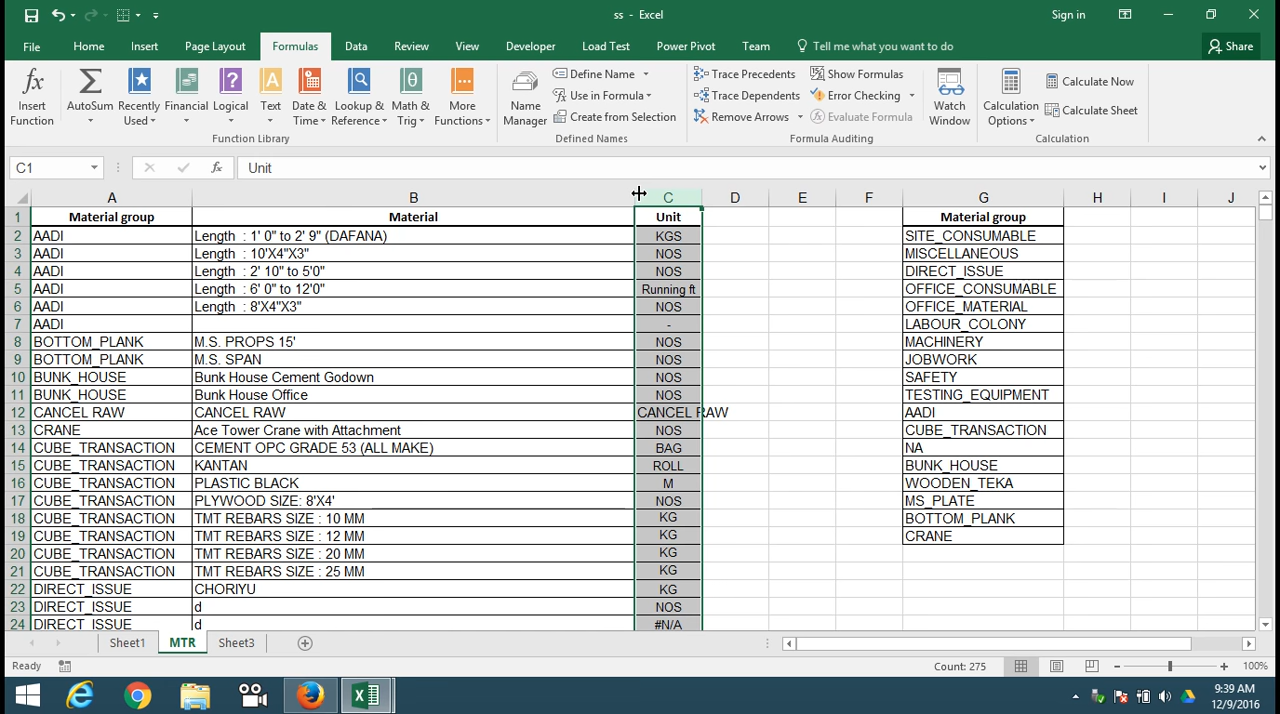 ss - Excel
Sign in
File Home Insert Page Layout Formulas Data Review View Developer Load Test Power Pivot Team Tell me what you want to do Share
Insert Function
AutoSum
Recently Used
Financial
Logical
Text
Date & Time
Lookup & Reference
Math & Trig
More Functions
Function Library
Name Manager
Define Name
Use in Formula
Create from Selection
Defined Names
Trace Precedents
Trace Dependents
Remove Arrows
Show Formulas
Error Checking
Evaluate Formula
Formula Auditing
Watch Window
Calculation Options
Calculate Now
Calculate Sheet
Calculation
C1 fx Unit
A B C D E F G H I J
1 Material group Material Unit Material group
2 AADI Length : 1' 0" to 2' 9" (DAFANA) KGS SITE_CONSUMABLE
3 AADI Length : 10'X4"X3" NOS MISCELLANEOUS
4 AADI Length : 2' 10" to 5'0" NOS DIRECT_ISSUE
5 AADI Length : 6' 0" to 12'0" Running ft OFFICE_CONSUMABLE
6 AADI Length : 8'X4"X3" NOS OFFICE_MATERIAL
7 AADI - LABOUR_COLONY
8 BOTTOM_PLANK M.S. PROPS 15' NOS MACHINERY
9 BOTTOM_PLANK M.S. SPAN NOS JOBWORK
10 BUNK_HOUSE Bunk House Cement Godown NOS SAFETY
11 BUNK_HOUSE Bunk House Office NOS TESTING_EQUIPMENT
12 CANCEL RAW CANCEL RAW CANCEL RAW AADI
13 CRANE Ace Tower Crane with Attachment NOS CUBE_TRANSACTION
14 CUBE_TRANSACTION CEMENT OPC GRADE 53 (ALL MAKE) BAG NA
15 CUBE_TRANSACTION KANTAN ROLL BUNK_HOUSE
16 CUBE_TRANSACTION PLASTIC BLACK M WOODEN_TEKA
17 CUBE_TRANSACTION PLYWOOD SIZE: 8'X4' NOS MS_PLATE
18 CUBE_TRANSACTION TMT REBARS SIZE : 10 MM KG BOTTOM_PLANK
19 CUBE_TRANSACTION TMT REBARS SIZE : 12 MM KG CRANE
20 CUBE_TRANSACTION TMT REBARS SIZE : 20 MM KG
21 CUBE_TRANSACTION TMT REBARS SIZE : 25 MM KG
22 DIRECT_ISSUE CHORIYU KG
23 DIRECT_ISSUE d NOS
24 DIRECT_ISSUE d #N/A
Sheet1 MTR Sheet3
Ready Count: 275 100%
9:39 AM
12/9/2016